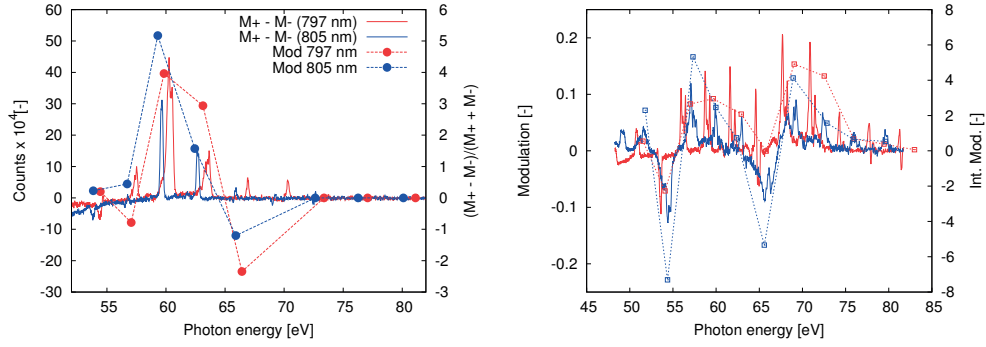 M+ - M- (797 nm)
M+ - M- (805 nm)
Mod 797 nm
Mod 805 nm
60
50
40
30
20
10
0
-10
-20
-30
Counts x 10⁴[-]
55 60 65 70 75 80
Photon energy [eV]
6
5
4
3
2
1
0
-1
-2
-3
(M+ - M-)/(M+ + M-)
0.2
0.1
0
-0.1
-0.2
Modulation [-]
45 50 55 60 65 70 75 80 85
Photon energy [eV]
8
6
4
2
0
-2
-4
-6
-8
Int. Mod. [-]